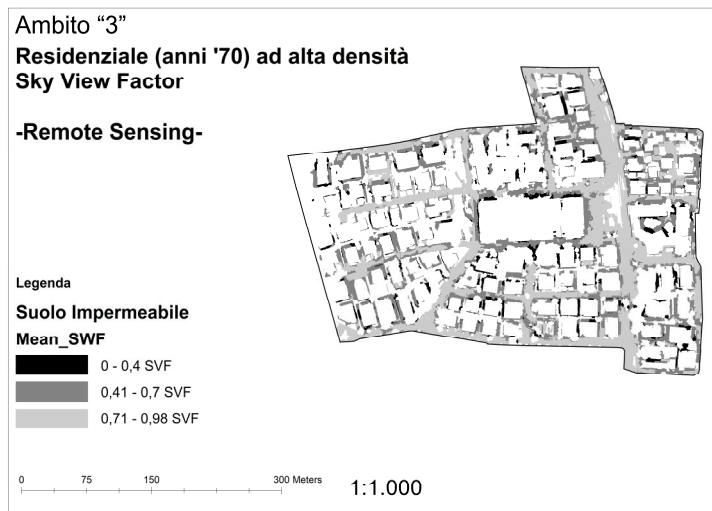 Ambito “3”
Residenziale (anni '70) ad alta densità
Sky View Factor
-Remote Sensing-
Legenda
Suolo Impermeabile
Mean_SWF
0 - 0,4 SVF
0,41 - 0,7 SVF
0,71 - 0,98 SVF
0 75 150 300 Meters
1:1.000